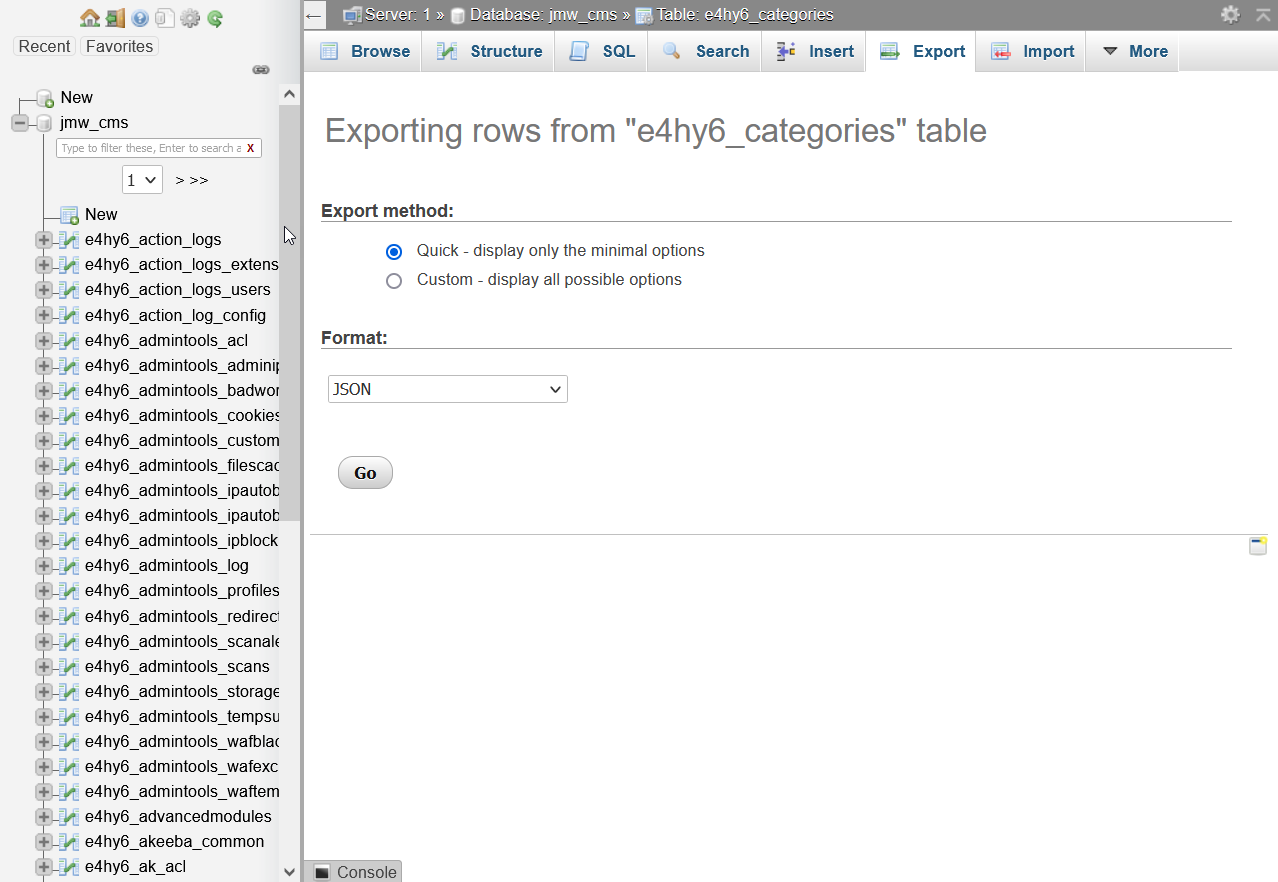 Recent Favorites
New
jmw_cms
Type to filter these, Enter to search a X
1 > >>
New
e4hy6_action_logs
e4hy6_action_logs_extens
e4hy6_action_logs_users
e4hy6_action_log_config
e4hy6_admintools_acl
e4hy6_admintools_adminip
e4hy6_admintools_badwor
e4hy6_admintools_cookies
e4hy6_admintools_custom
e4hy6_admintools_filescac
e4hy6_admintools_ipautob
e4hy6_admintools_ipautob
e4hy6_admintools_ipblock
e4hy6_admintools_log
e4hy6_admintools_profiles
e4hy6_admintools_redirect
e4hy6_admintools_scanale
e4hy6_admintools_scans
e4hy6_admintools_storage
e4hy6_admintools_tempsu
e4hy6_admintools_wafblac
e4hy6_admintools_wafexc
e4hy6_admintools_waftem
e4hy6_advancedmodules
e4hy6_akeeba_common
e4hy6_ak_acl
← Server: 1 » Database: jmw_cms » Table: e4hy6_categories
Browse Structure SQL Search Insert Export Import More
Exporting rows from "e4hy6_categories" table
Export method:
Quick - display only the minimal options
Custom - display all possible options
Format:
JSON
Go
Console